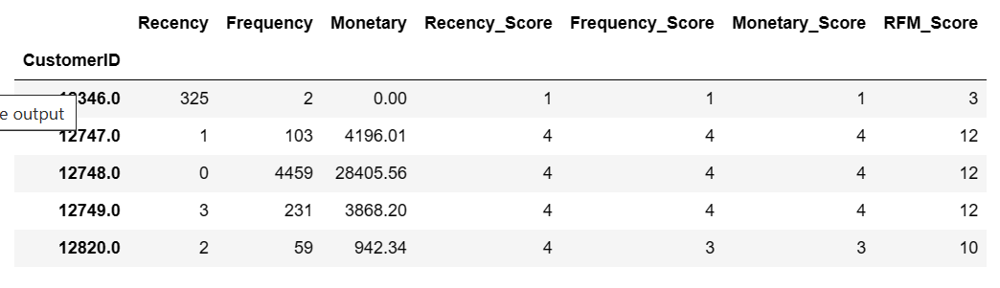 Recency Frequency Monetary Recency_Score Frequency_Score Monetary_Score RFM_Score
CustomerID
346.0 325 2 0.00 1 1 1 3
e output
12747.0 1 103 4196.01 4 4 4 12
12748.0 0 4459 28405.56 4 4 4 12
12749.0 3 231 3868.20 4 4 4 12
12820.0 2 59 942.34 4 3 3 10